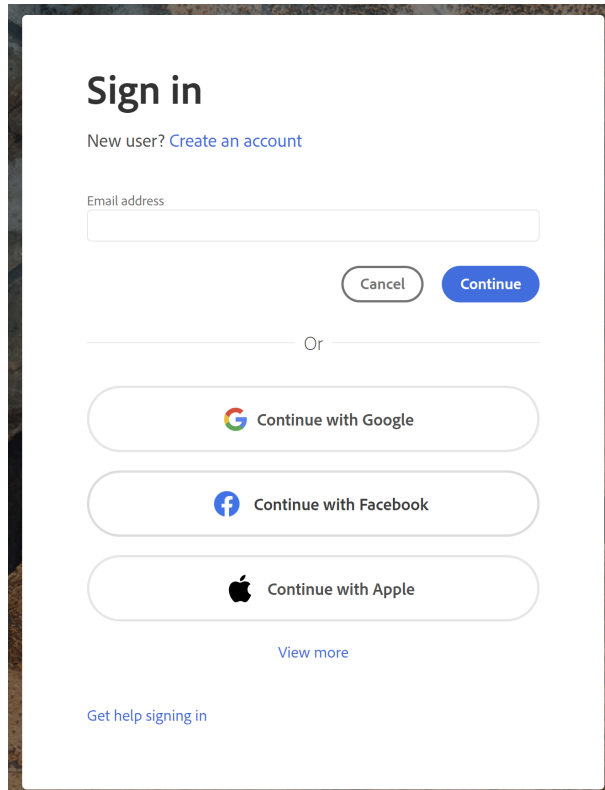 Sign in
New user? Create an account
Email address
Cancel Continue
Or
Continue with Google
Continue with Facebook
Continue with Apple
View more
Get help signing in